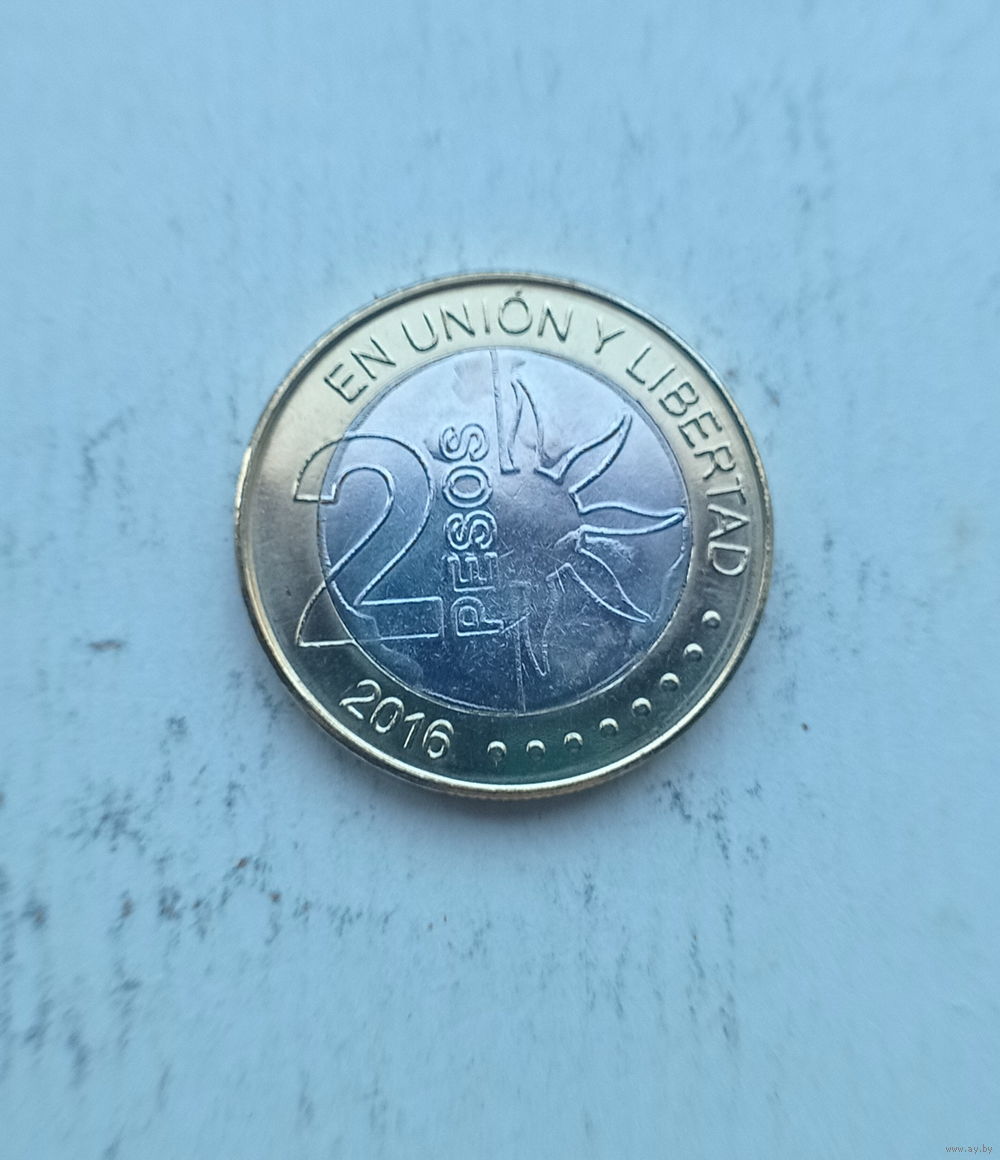 EN UNIÓN Y LIBERTAD
2
PESOS
2016
www.ay.by